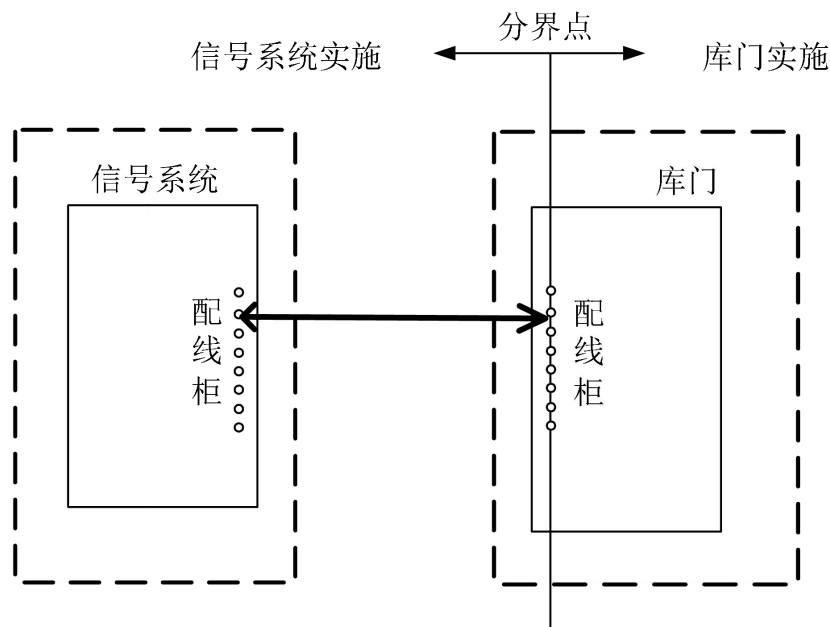 分界点
信号系统实施
库门实施
信号系统
库门
配线柜
配线柜